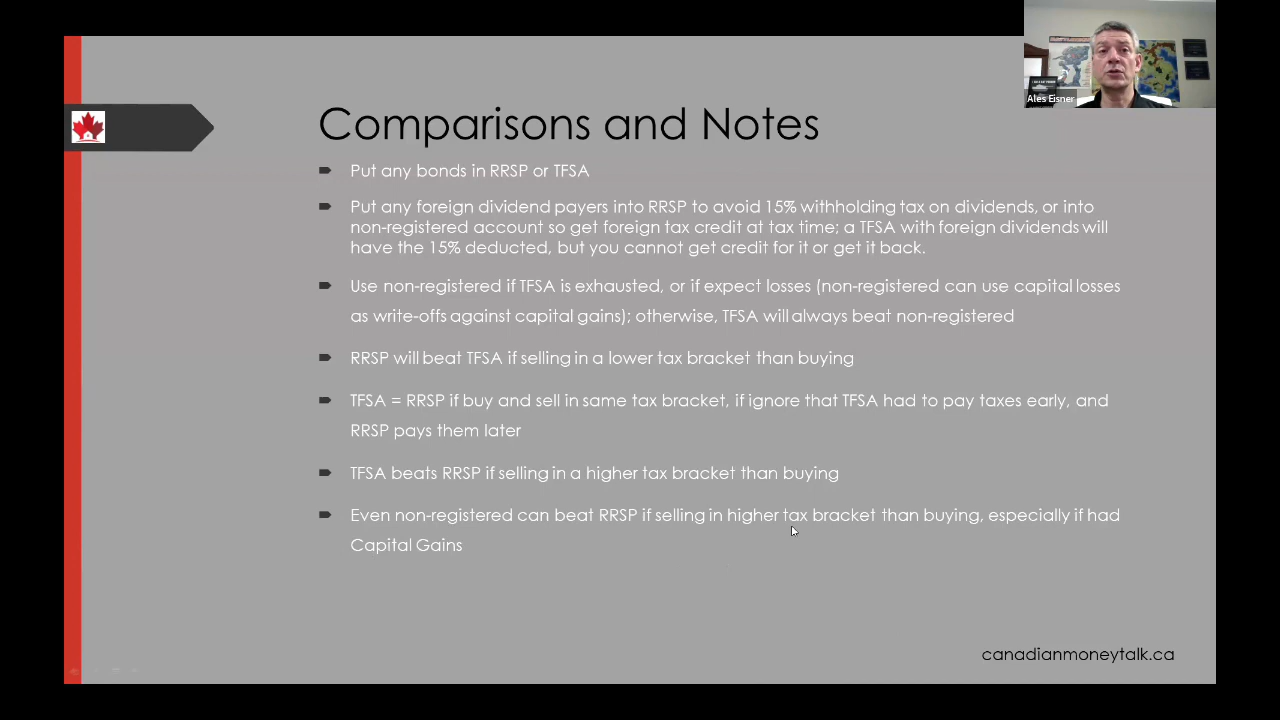 Ales Eisner
Comparisons and Notes
Put any bonds in RRSP or TFSA
Put any foreign dividend payers into RRSP to avoid 15% withholding tax on dividends, or into
non-registered account so get foreign tax credit at tax time; a TFSA with foreign dividends will
have the 15% deducted, but you cannot get credit for it or get it back.
Use non-registered if TFSA is exhausted, or if expect losses (non-registered can use capital losses
as write-offs against capital gains); otherwise, TFSA will always beat non-registered
RRSP will beat TFSA if selling in a lower tax bracket than buying
TFSA = RRSP if buy and sell in same tax bracket, if ignore that TFSA had to pay taxes early, and
RRSP pays them later
TFSA beats RRSP if selling in a higher tax bracket than buying
Even non-registered can beat RRSP if selling in higher tax bracket than buying, especially if had
Capital Gains
canadianmoneytalk.ca